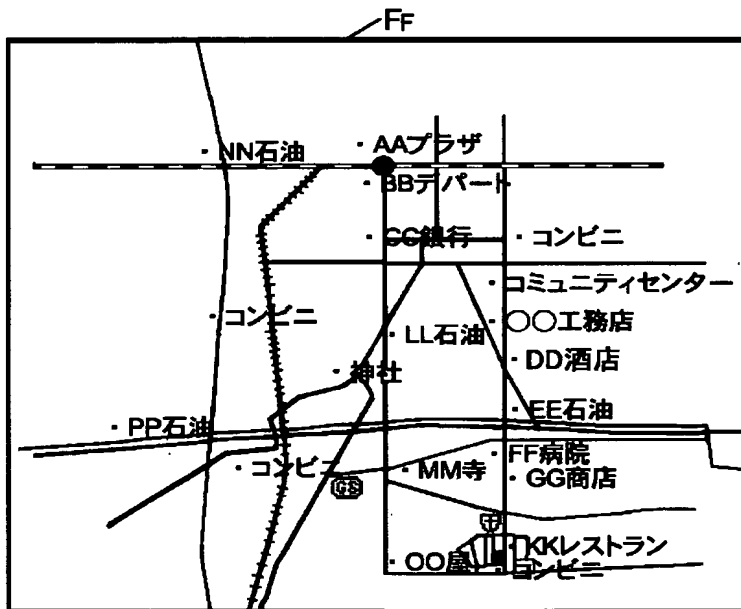 FF
・AAプラザ
・NN石油
・BBデパート
・CC銀行
・コンビニ
・コミュニティセンター
・コンビニ
・○○工務店
・LL石油
・DD酒店
・神社
・EE石油
・PP石油
・FF病院
・コンビニ
・MM寺
・GG商店
GS
・KKレストラン
・OO屋
・コンビニ